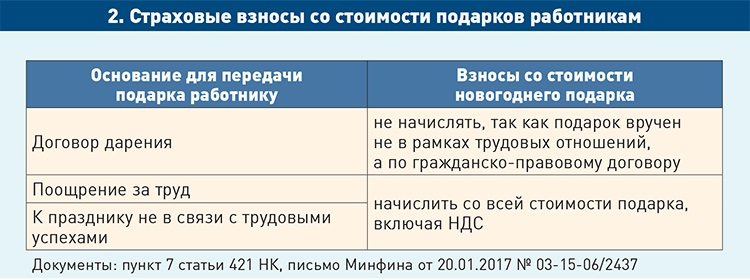 2. Страховые взносы со стоимости подарков работникам
Основание для передачи
подарка работнику
Взносы со стоимости
новогоднего подарка
Договор дарения
не начислять, так как подарок вручен
не в рамках трудовых отношений,
а по гражданско-правовому договору
Поощрение за труд
К празднику не в связи с трудовыми
успехами
начислить со всей стоимости подарка,
включая НДС
Документы: пункт 7 статьи 421 НК, письмо Минфина от 20.01.2017 № 03-15-06/2437